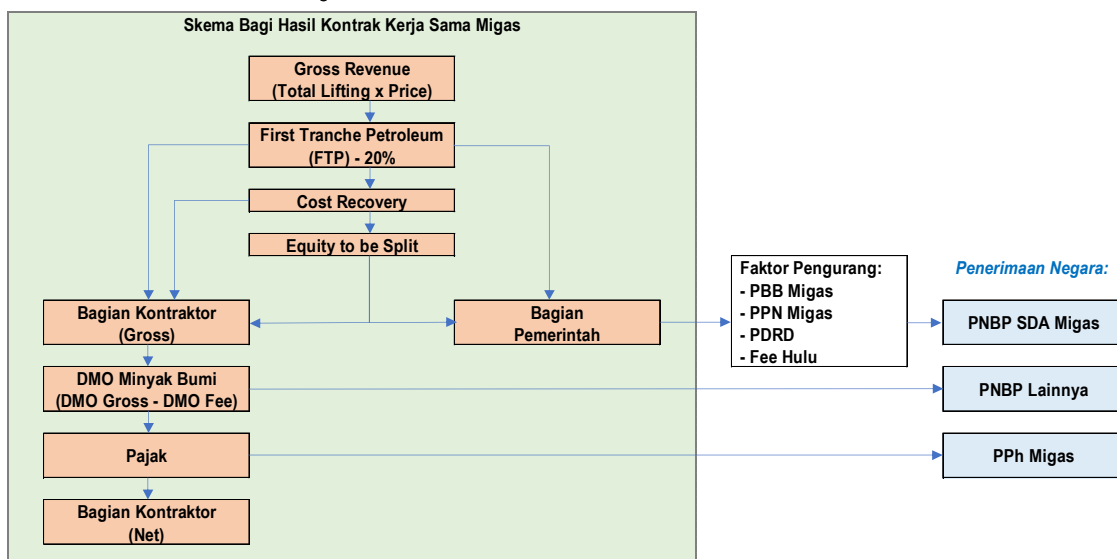 Skema Bagi Hasil Kontrak Kerja Sama Migas
Gross Revenue
(Total Lifting x Price)
First Tranche Petroleum
(FTP) - 20%
Cost Recovery
Equity to be Split
Bagian Kontraktor
(Gross)
Bagian
Pemerintah
Faktor Pengurang:
- PBB Migas
- PPN Migas
- PDRD
- Fee Hulu
Penerimaan Negara:
PNBP SDA Migas
DMO Minyak Bumi
(DMO Gross - DMO Fee)
PNBP Lainnya
Pajak
PPh Migas
Bagian Kontraktor
(Net)